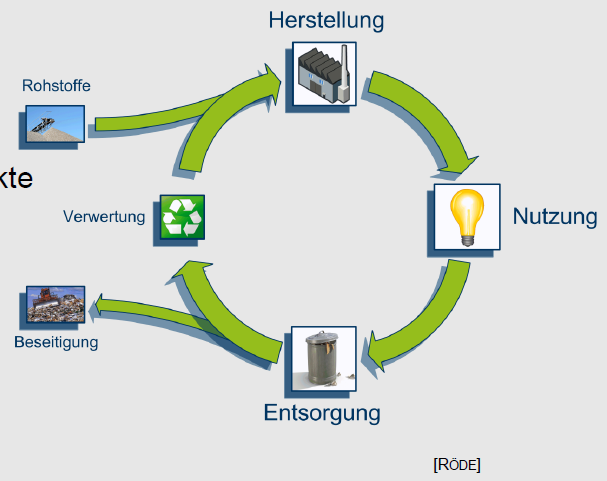 Herstellung
Rohstoffe
kte
Verwertung
Nutzung
Beseitigung
Entsorgung
[RÖDE]